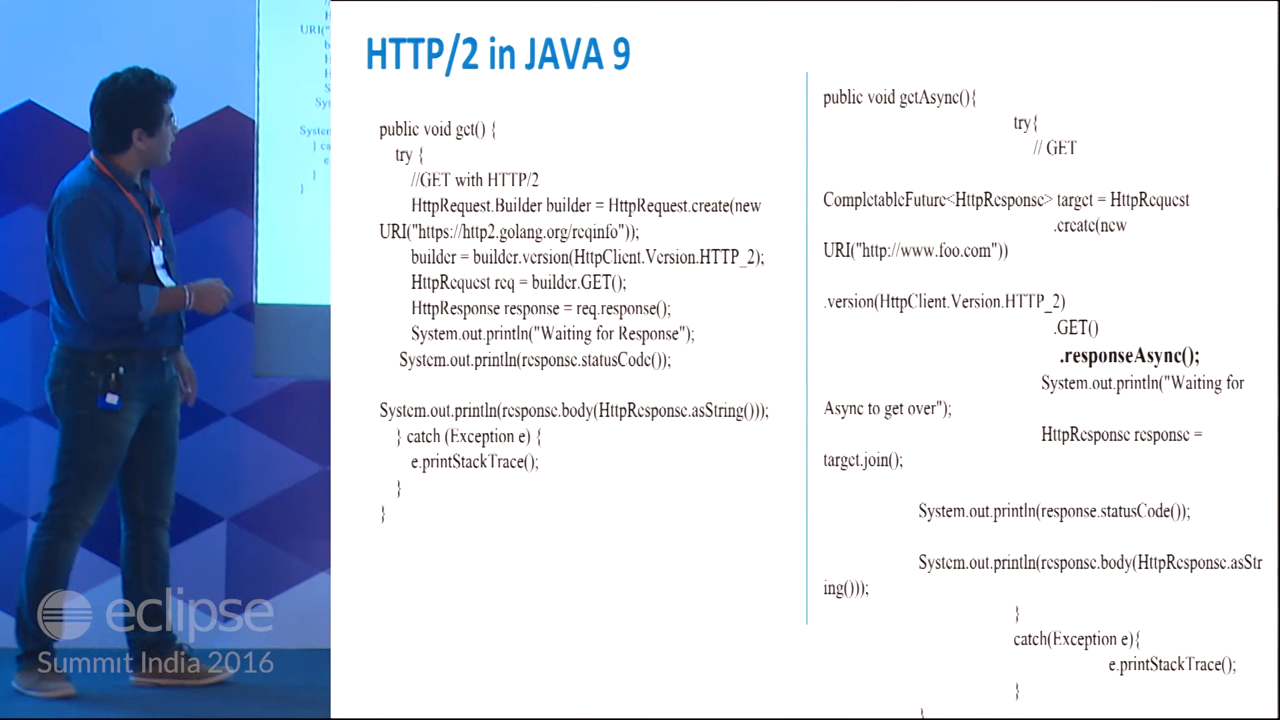 HTTP/2 in JAVA 9
public void get() {
try {
//GET with HTTP/2
HttpRequest.Builder builder = HttpRequest.create(new
URI("https://http2.golang.org/reqinfo"));
builder = builder.version(HttpClient.Version.HTTP_2);
HttpRequest req = builder.GET();
HttpResponse response = req.response();
System.out.println("Waiting for Response");
System.out.println(response.statusCode());
System.out.println(response.body(HttpResponse.asString()));
} catch (Exception e) {
e.printStackTrace();
}
}
public void getAsync(){
try{
// GET
CompletableFuture<HttpResponse> target = HttpRequest
.create(new
URI("http://www.foo.com"))
.version(HttpClient.Version.HTTP_2)
.GET()
.responseAsync();
System.out.println("Waiting for
Async to get over");
HttpResponse response =
target.join();
System.out.println(response.statusCode());
System.out.println(response.body(HttpResponse.asStr
ing()));
}
catch(Exception e){
e.printStackTrace();
}
}
eclipse
Summit India 2016